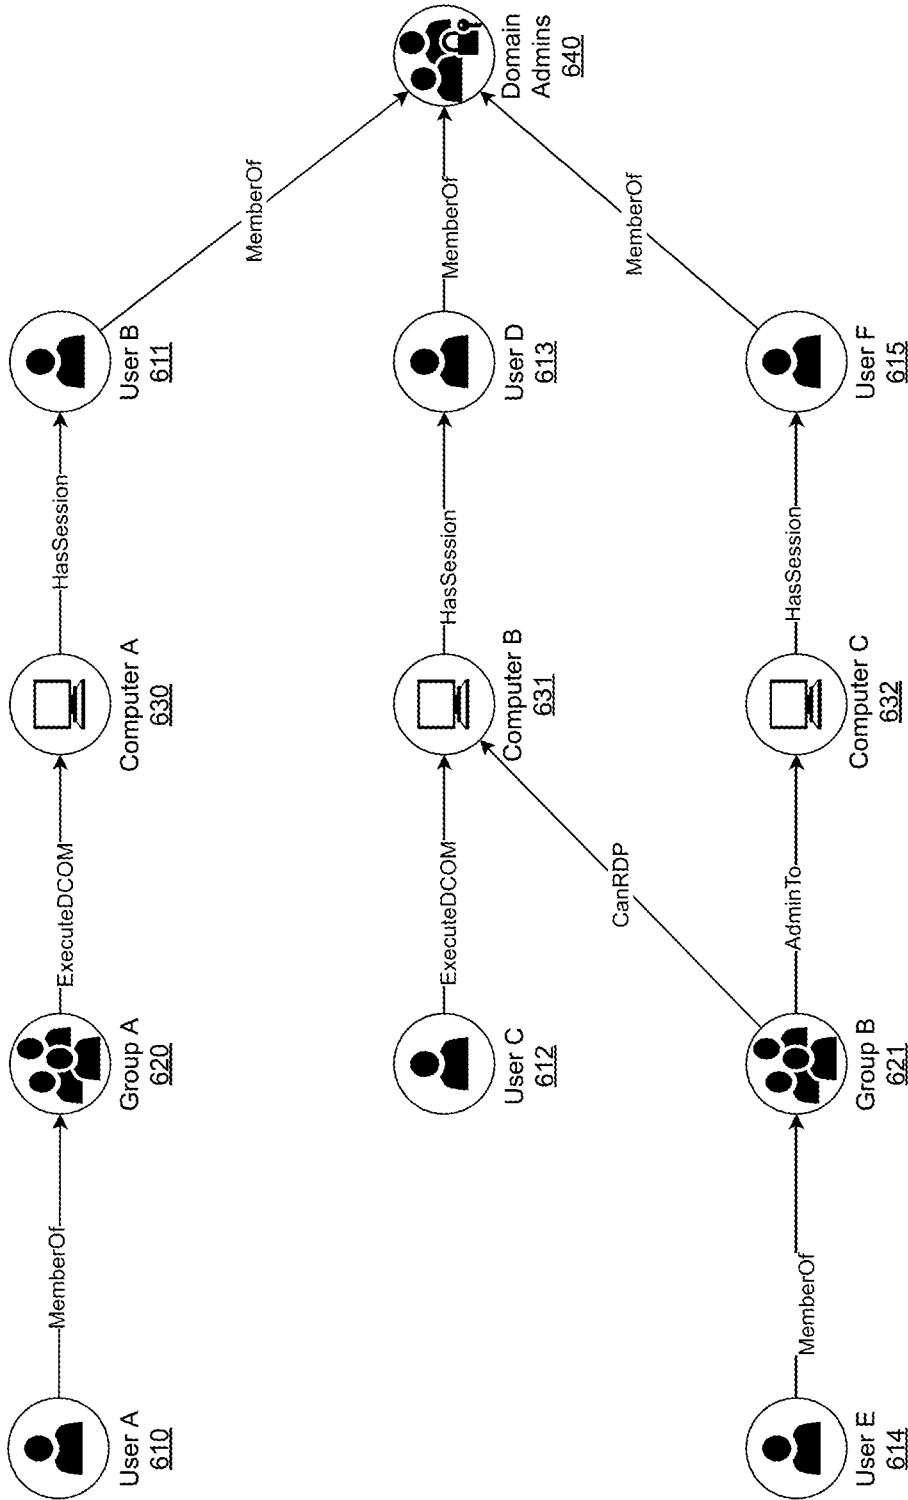 User A
610
MemberOf
Group A
620
ExecuteDCOM
Computer A
630
HasSession
User B
611
MemberOf
User C
612
ExecuteDCOM
Computer B
631
HasSession
User D
613
MemberOf
Domain
Admins
640
User E
614
MemberOf
Group B
621
CanRDP
AdminTo
Computer C
632
HasSession
User F
615
MemberOf